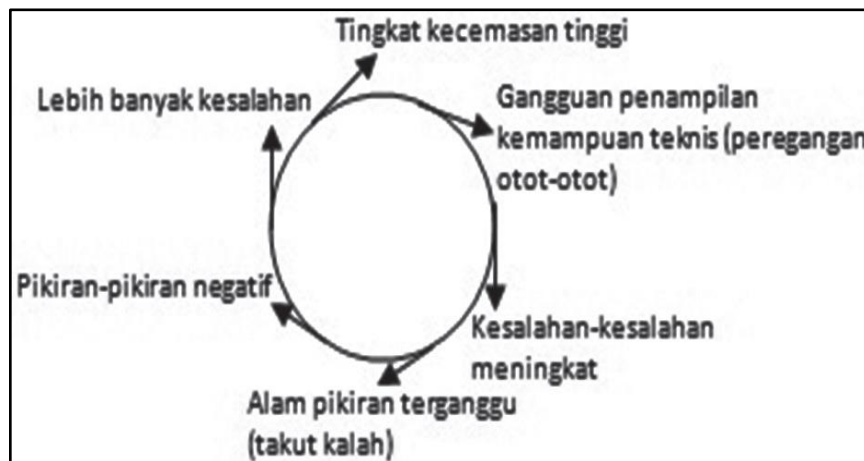 Tingkat kecemasan tinggi
Gangguan penampilan
kemampuan teknis (peregangan
otot-otot)
Kesalahan-kesalahan
meningkat
Alam pikiran terganggu
(takut kalah)
Pikiran-pikiran negatif
Lebih banyak kesalahan